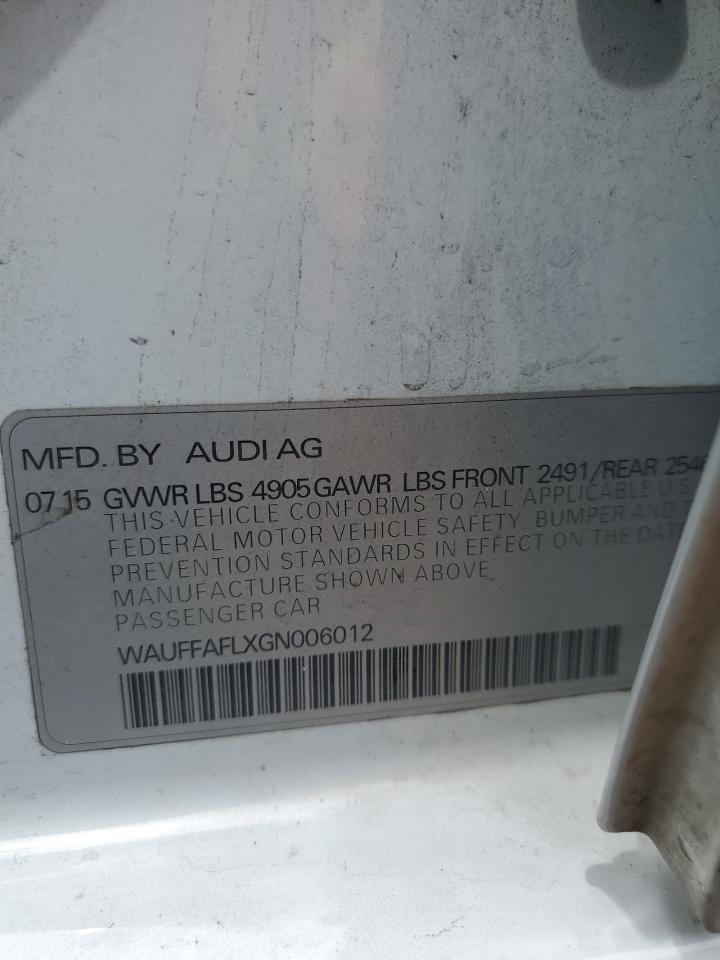 MFD. BY AUDI AG
07 15 GVWR LBS 4905 GAWR LBS FRONT 2491/REAR
THIS VEHICLE CONFORMS TO ALL APPLICABLE U.S.
FEDERAL MOTOR VEHICLE SAFETY, BUMPER AND
PREVENTION STANDARDS IN EFFECT ON THE DATE
MANUFACTURE SHOWN ABOVE
PASSENGER CAR
WAUFFAFLXGN006012